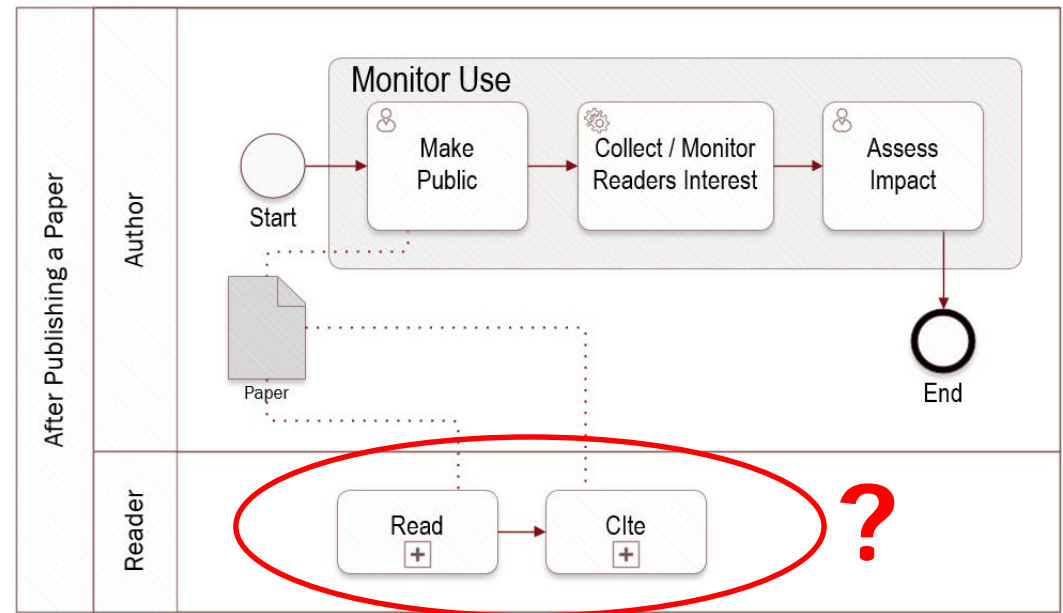 After Publishing a Paper
Author
Monitor Use
Make
Public
Collect / Monitor
Readers Interest
Assess
Impact
Start
Paper
End
Reader
Read
CIte
?